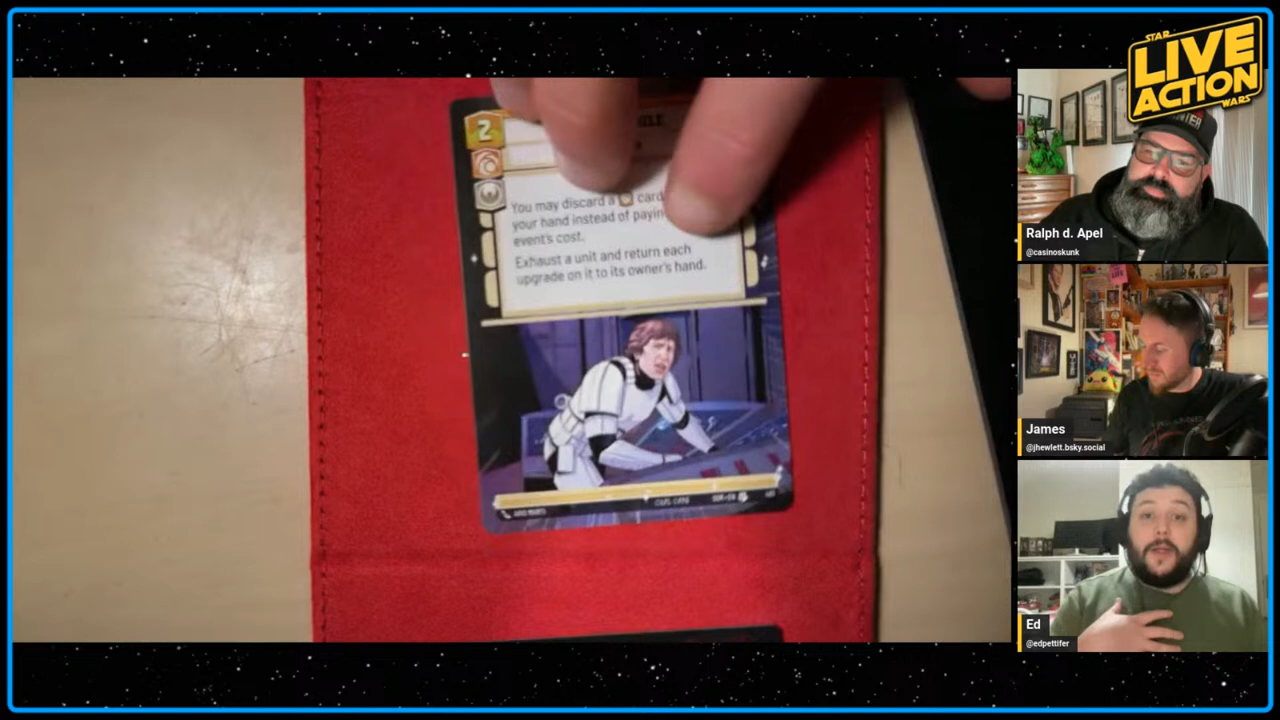 STAR
LIVE
ACTION
WARS
2
You may discard a card
your hand instead of
event's cost.
Exhaust a unit and return each
upgrade on it to its owner's hand.
Ralph d. Apel
@casinoskunk
James
@jhewlett.bsky.social
Ed
@edpettifer